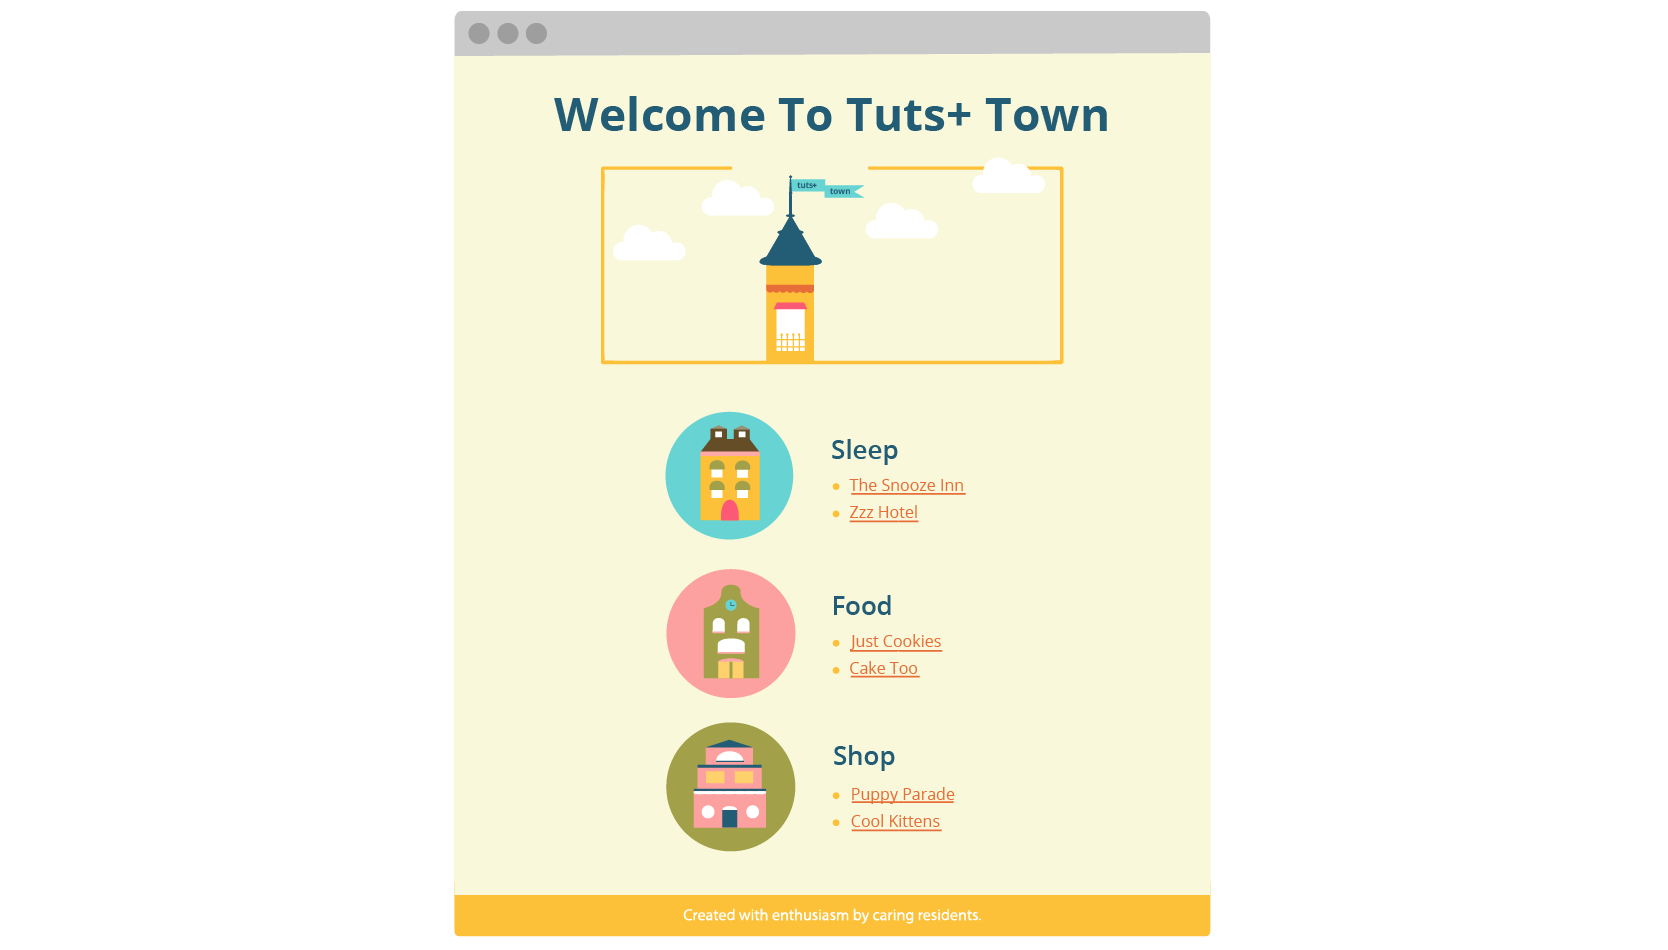 Welcome To Tuts+ Town
tuts+
town
Sleep
The Snooze Inn
Zzz Hotel
Food
Just Cookies
Cake Too
Shop
Puppy Parade
Cool Kittens
Created with enthusiasm by caring residents.